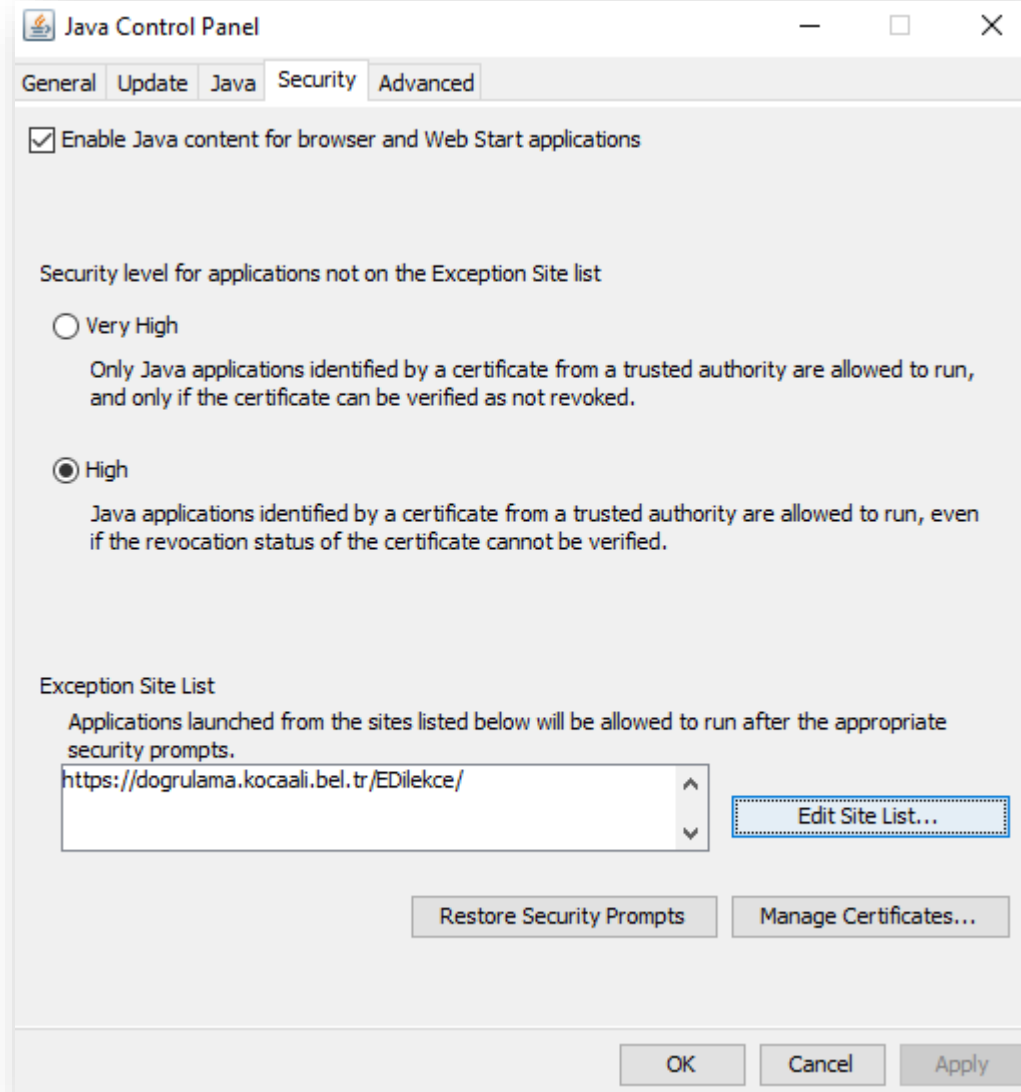 Java Control Panel
General Update Java Security Advanced
Enable Java content for browser and Web Start applications
Security level for applications not on the Exception Site list
Very High
Only Java applications identified by a certificate from a trusted authority are allowed to run,
and only if the certificate can be verified as not revoked.
High
Java applications identified by a certificate from a trusted authority are allowed to run, even
if the revocation status of the certificate cannot be verified.
Exception Site List
Applications launched from the sites listed below will be allowed to run after the appropriate
security prompts.
https://dogrulama.kocaali.bel.tr/EDilekce/
Edit Site List...
Restore Security Prompts Manage Certificates...
OK Cancel Apply